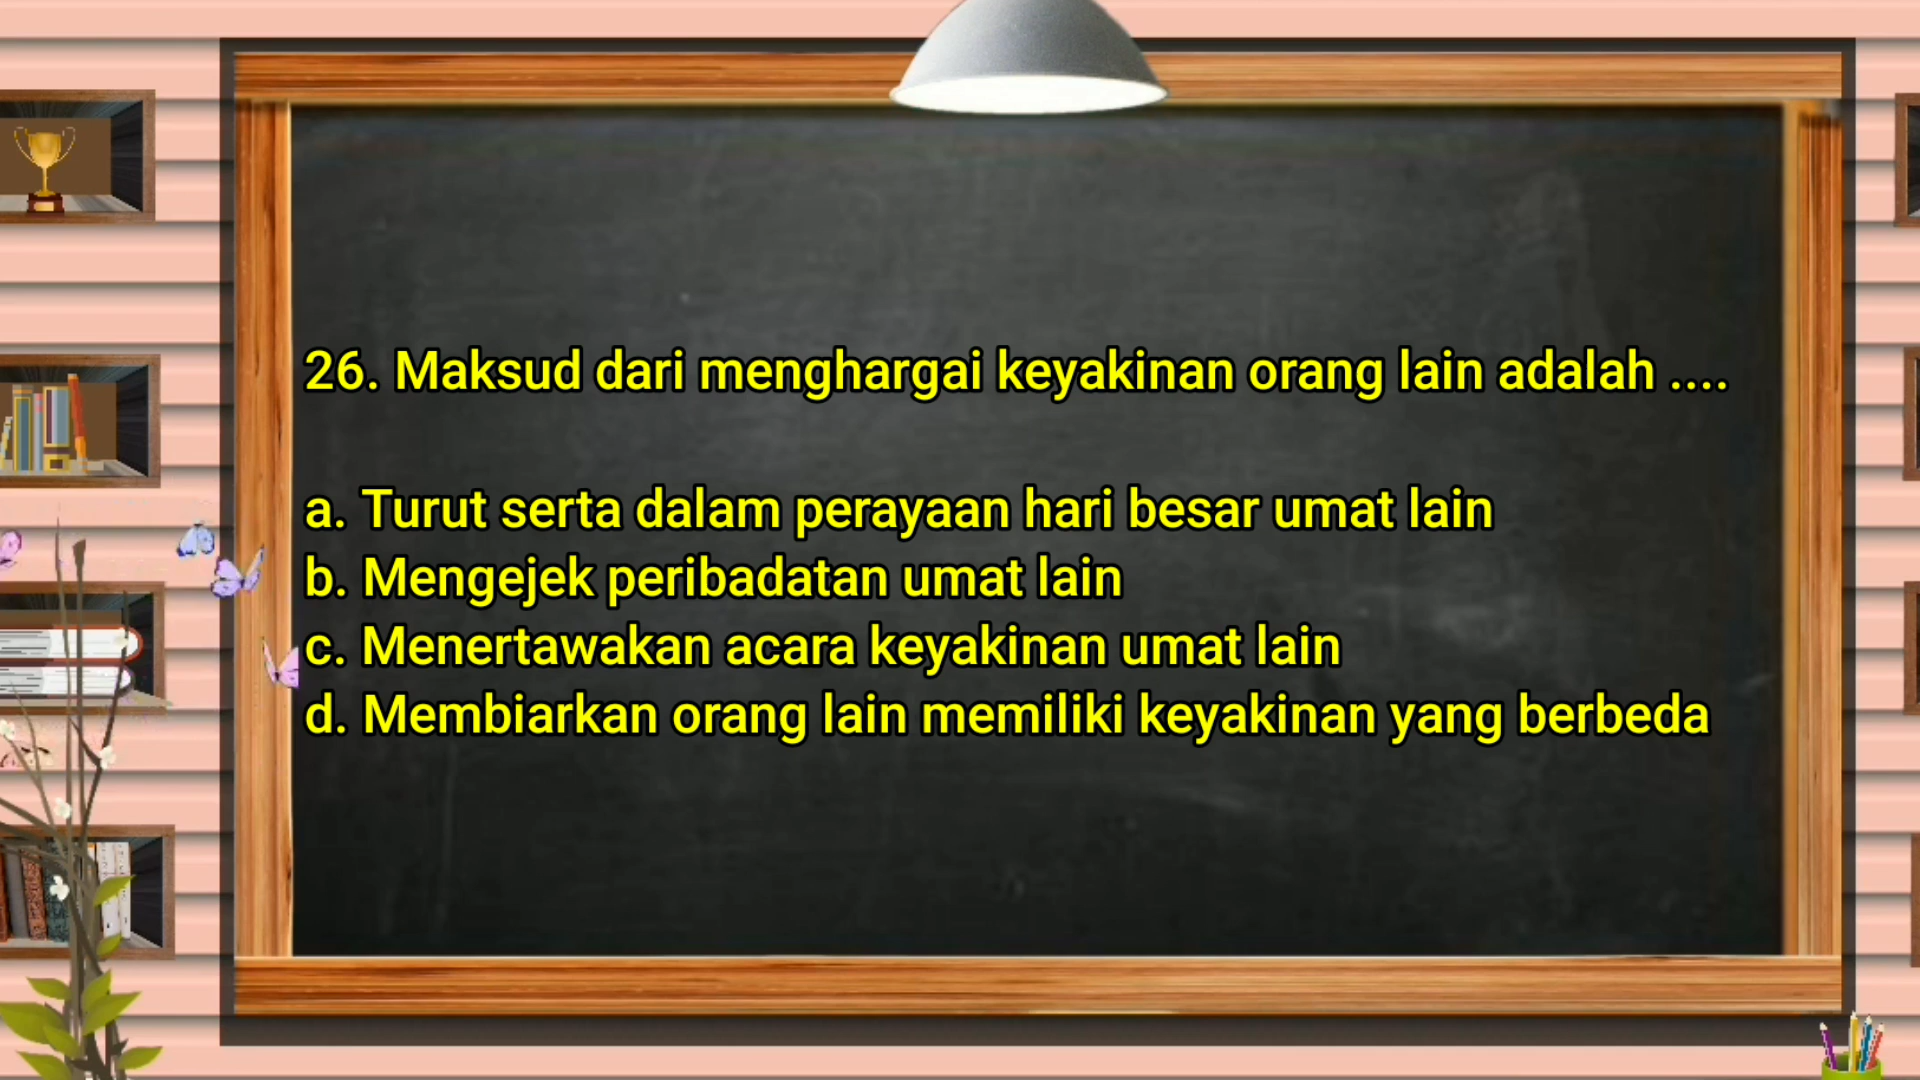 26. Maksud dari menghargai keyakinan orang lain adalah ....
a. Turut serta dalam perayaan hari besar umat lain
b. Mengejek peribadatan umat lain
c. Menertawakan acara keyakinan umat lain
d. Membiarkan orang lain memiliki keyakinan yang berbeda